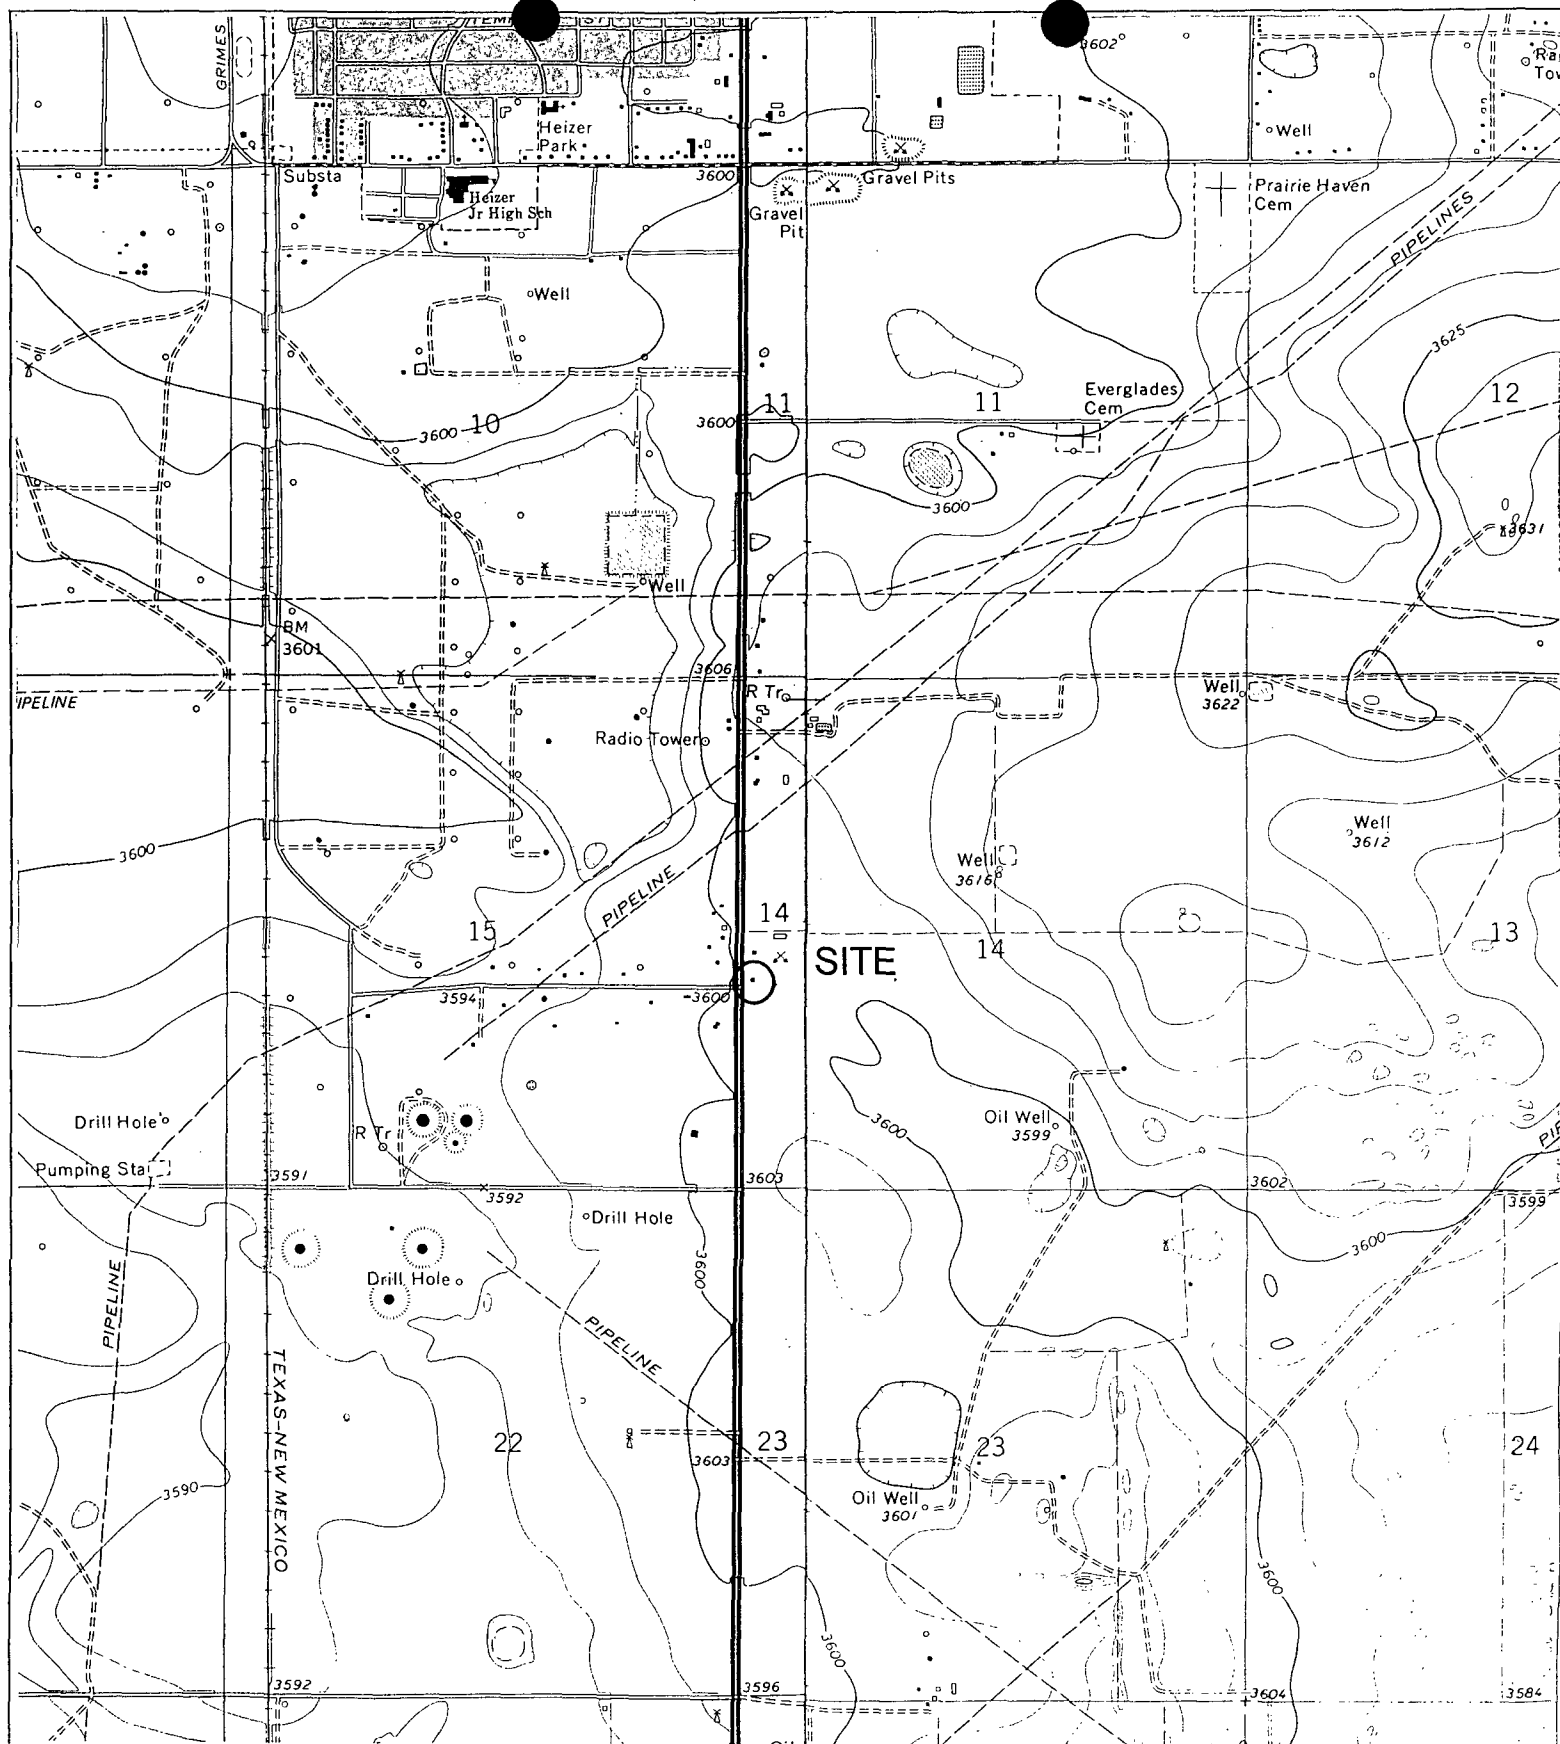 GRIMES
3602
Heizer
Park
Well
Substa
3600
Gravel Pits
Heizer
Jr High Sch
Gravel
Pit
Prairie Haven
Cem
PIPELINES
Well
3625
Everglades
Cem
11
11
12
3600
10
3600
3600
3631
Well
BM
3601
3606
R Tr
Well
3622
IPELINE
Radio Tower
3600
Well
3612
Well
3616
PIPELINE
14
15
14
13
SITE
3594
3600
Drill Hole
R Tr
3600
Oil Well
3599
70
Pumping Sta
3591
3592
3603
3602
3599
Drill Hole
3600
3600
Drill Hole
PIPELINE
PIPELINE
TEXAS-NEW MEXICO
22
23
23
24
3603
3590
Oil Well
3601
3600
3600
3592
3596
3604
3584